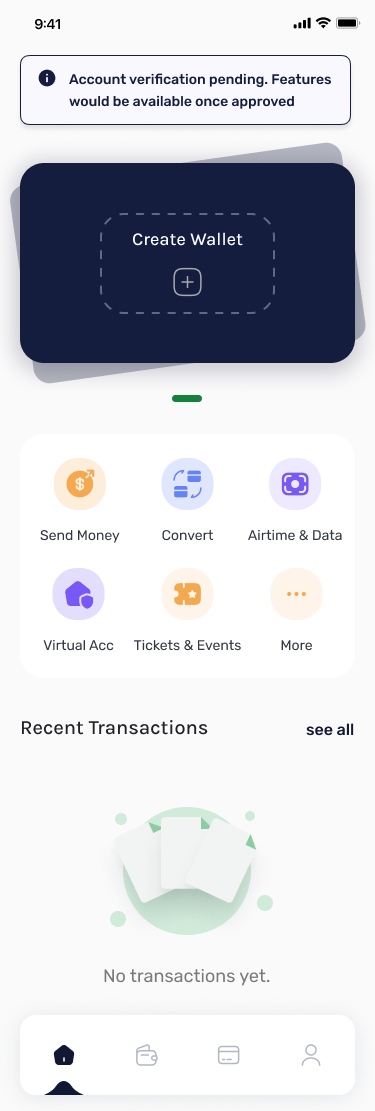 9:41
Account verification pending. Features
would be available once approved
Create Wallet
Send Money
Convert
Airtime & Data
Virtual Acc
Tickets & Events
More
Recent Transactions
see all
No transactions yet.